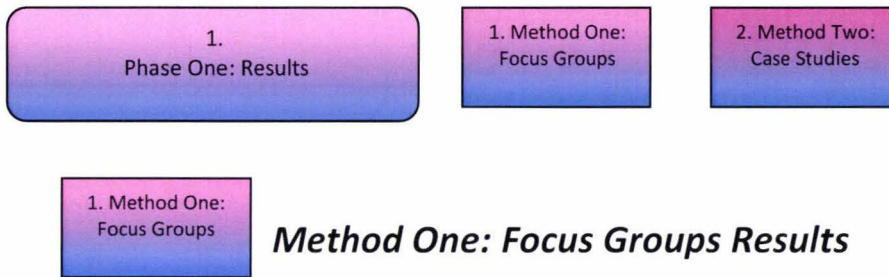 1.
Phase One: Results
1. Method One:
Focus Groups
2. Method Two:
Case Studies
1. Method One:
Focus Groups
Method One: Focus Groups Results